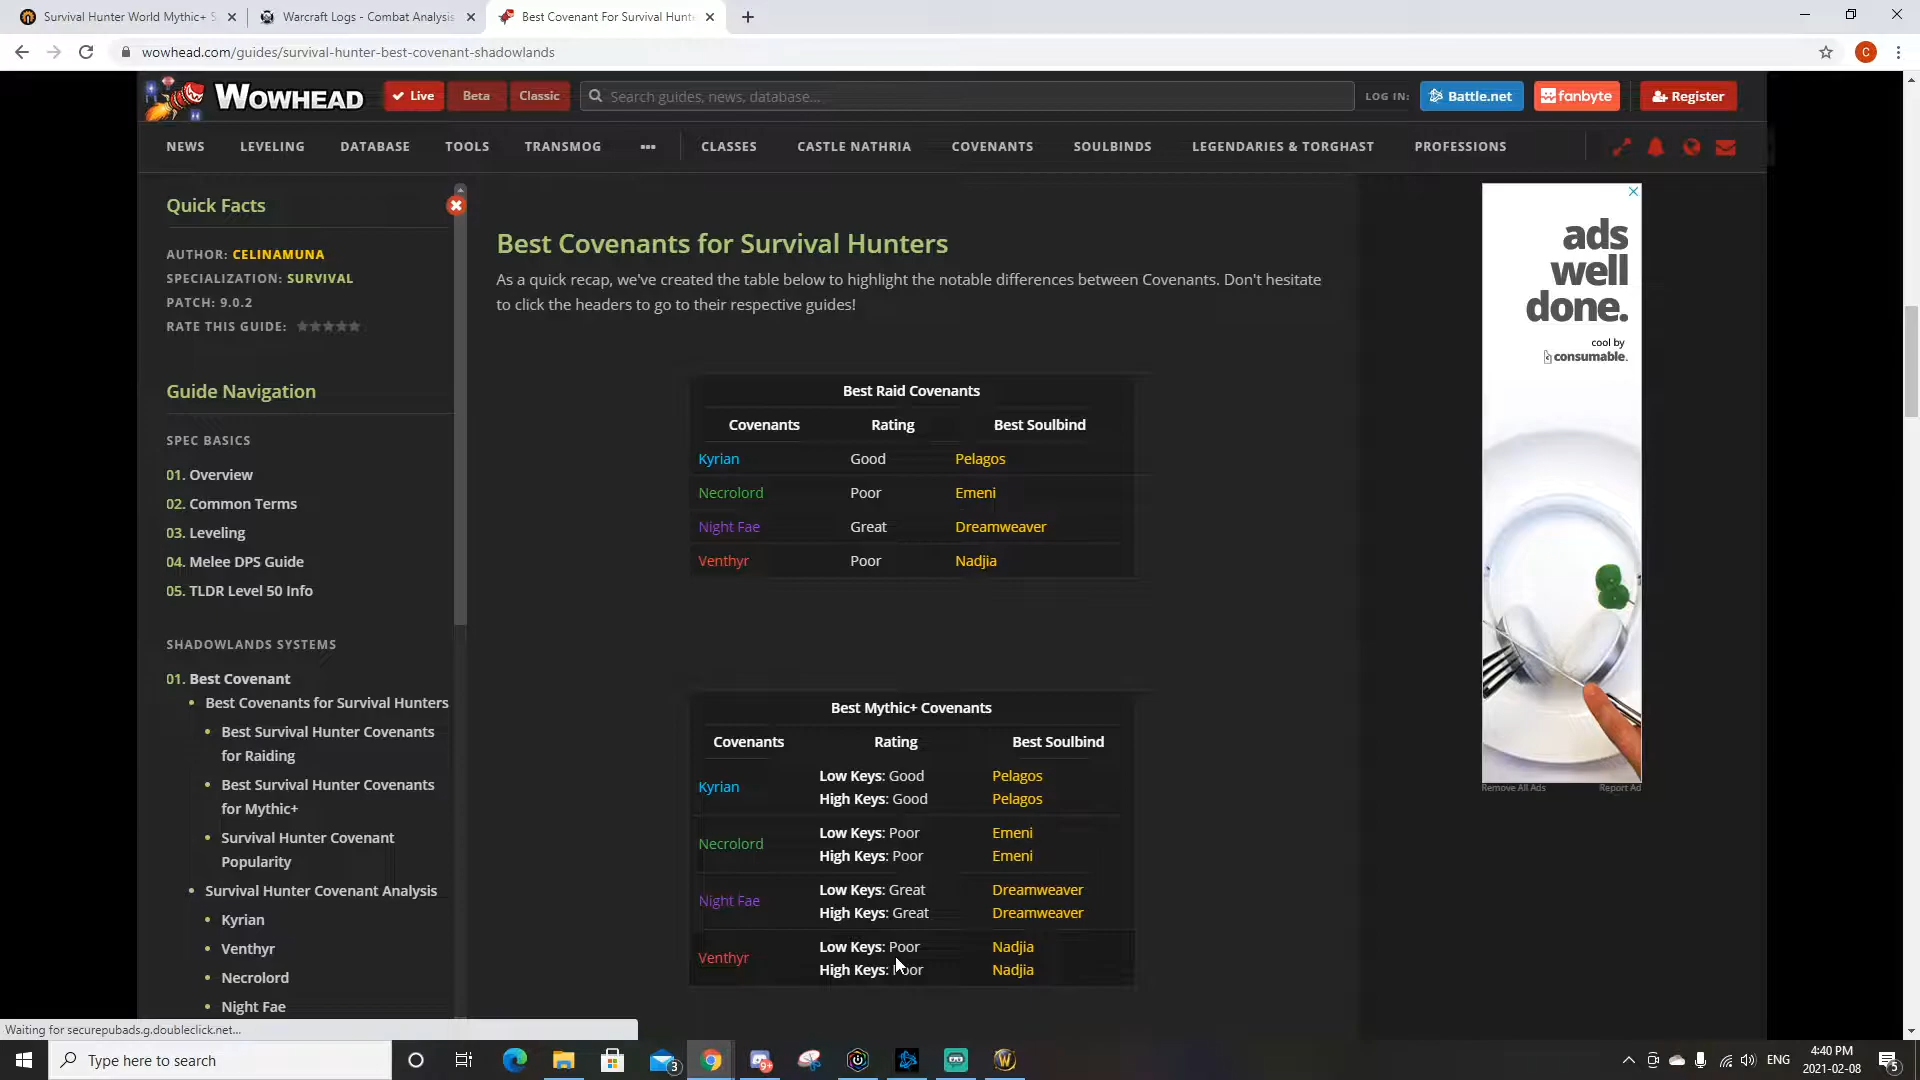 Survival Hunter World Mythic+ S
Warcraft Logs - Combat Analysis
Best Covenant For Survival Hunt
wowhead.com/guides/survival-hunter-best-covenant-shadowlands
C
WOWHEAD
Live
Beta
Classic
Search guides, news, database...
LOG IN:
Battle.net
fanbyte
Register
NEWS
LEVELING
DATABASE
TOOLS
TRANSMOG
CLASSES
CASTLE NATHRIA
COVENANTS
SOULBINDS
LEGENDARIES & TORGHAST
PROFESSIONS
Quick Facts
AUTHOR: CELINAMUNA
SPECIALIZATION: SURVIVAL
PATCH: 9.0.2
RATE THIS GUIDE:
Guide Navigation
SPEC BASICS
01. Overview
02. Common Terms
03. Leveling
04. Melee DPS Guide
05. TLDR Level 50 Info
SHADOWLANDS SYSTEMS
01. Best Covenant
Best Covenants for Survival Hunters
Best Survival Hunter Covenants
for Raiding
Best Survival Hunter Covenants
for Mythic+
Survival Hunter Covenant
Popularity
Survival Hunter Covenant Analysis
Kyrian
Venthyr
Necrolord
Night Fae
Best Covenants for Survival Hunters
As a quick recap, we've created the table below to highlight the notable differences between Covenants. Don't hesitate
to click the headers to go to their respective guides!
Best Raid Covenants
Covenants Rating Best Soulbind
Kyrian Good Pelagos
Necrolord Poor Emeni
Night Fae Great Dreamweaver
Venthyr Poor Nadjia
Best Mythic+ Covenants
Covenants Rating Best Soulbind
Kyrian
Low Keys: Good Pelagos
High Keys: Good Pelagos
Necrolord
Low Keys: Poor Emeni
High Keys: Poor Emeni
Night Fae
Low Keys: Great Dreamweaver
High Keys: Great Dreamweaver
Venthyr
Low Keys: Poor Nadjia
High Keys: Poor Nadjia
ads
well
done.
cool by
consumable.
Remove All Ads
Report Ad
Waiting for securepubads.g.doubleclick.net...
Type here to search
3
9+
ENG
4:40 PM
2021-02-08
5